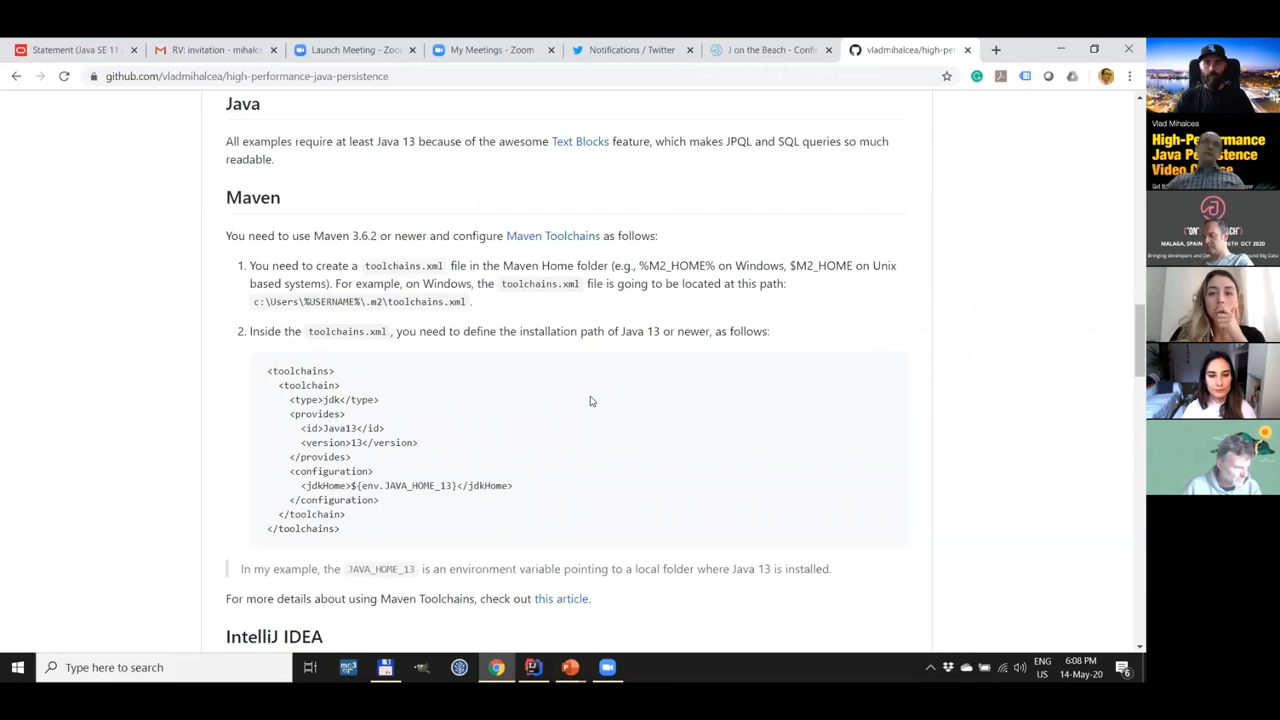 Statement (Java SE 11
RV: invitation - mihalce
Launch Meeting - Zoo
My Meetings - Zoom
Notifications / Twitter
J on the Beach - Confi
vladmihalcea/high-per
github.com/vladmihalcea/high-performance-java-persistence
Java
All examples require at least Java 13 because of the awesome Text Blocks feature, which makes JPQL and SQL queries so much
readable.
Maven
You need to use Maven 3.6.2 or newer and configure Maven Toolchains as follows:
1. You need to create a toolchains.xml file in the Maven Home folder (e.g., %M2_HOME% on Windows, $M2_HOME on Unix
based systems). For example, on Windows, the toolchains.xml file is going to be located at this path:
c:\Users\%USERNAME%\.m2\toolchains.xml .
2. Inside the toolchains.xml , you need to define the installation path of Java 13 or newer, as follows:
<toolchains>
<toolchain>
<type>jdk</type>
<provides>
<id>Java13</id>
<version>13</version>
</provides>
<configuration>
<jdkHome>${env.JAVA_HOME_13}</jdkHome>
</configuration>
</toolchain>
</toolchains>
In my example, the JAVA_HOME_13 is an environment variable pointing to a local folder where Java 13 is installed.
For more details about using Maven Toolchains, check out this article.
IntelliJ IDEA
Type here to search
mp3
ENG
US
6:08 PM
14-May-20
6
Vlad Mihalcea
Java
Video
MALAGA, SPAIN
OCT 2020